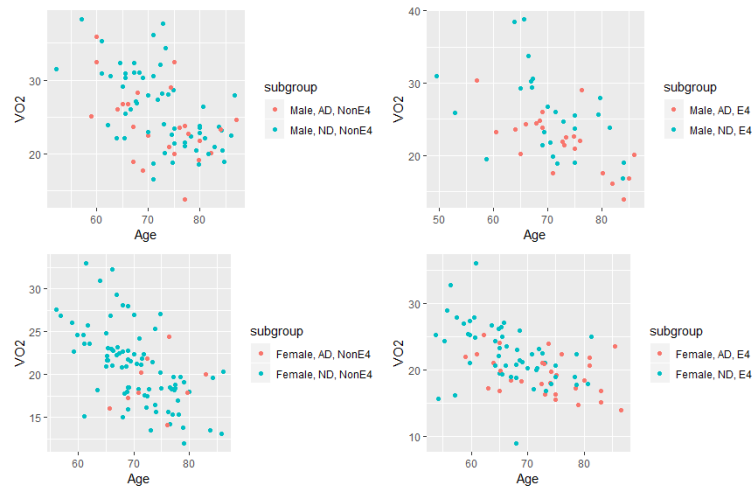 30
20
VO2
60
70
80
Age
subgroup
Male, AD, NonE4
Male, ND, NonE4
40
30
20
10
VO2
50
60
70
80
Age
subgroup
Male, AD, E4
Male, ND, E4
30
25
20
15
VO2
60
70
80
Age
subgroup
Female, AD, NonE4
Female, ND, NonE4
30
20
10
VO2
60
70
80
Age
subgroup
Female, AD, E4
Female, ND, E4